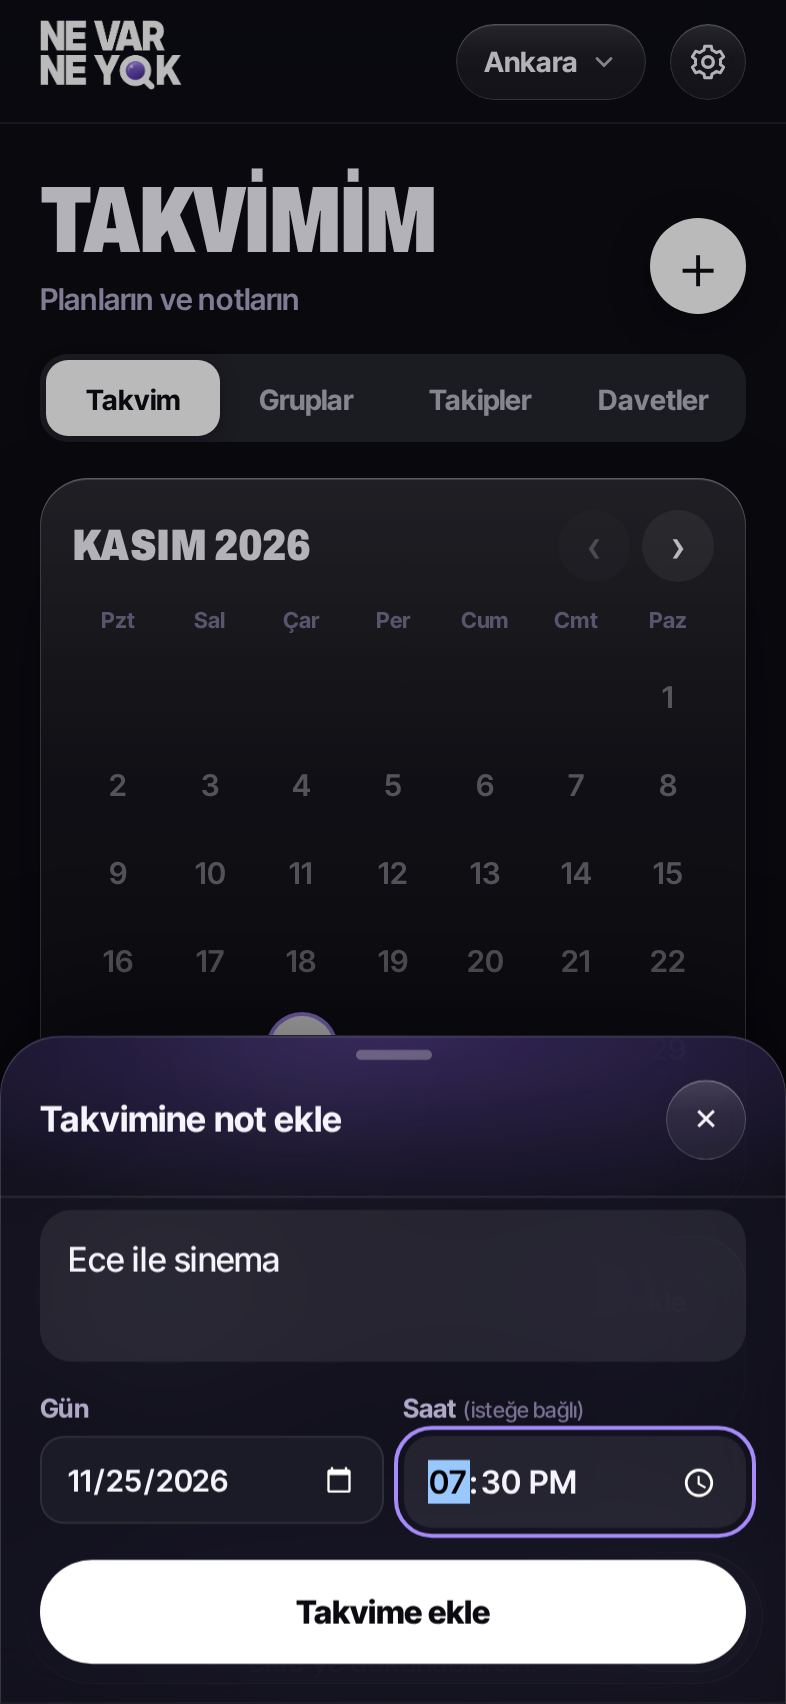 NE VAR
NE YOK
Ankara
TAKVİMİM
Planların ve notların
+
Takvim Gruplar Takipler Davetler
KASIM 2026
‹ ›
Pzt Sal Çar Per Cum Cmt Paz
1
2 3 4 5 6 7 8
9 10 11 12 13 14 15
16 17 18 19 20 21 22
29
Takvimine not ekle
×
Ece ile sinema
Gün
Saat (isteğe bağlı)
11/25/2026
07:30 PM
Takvime ekle